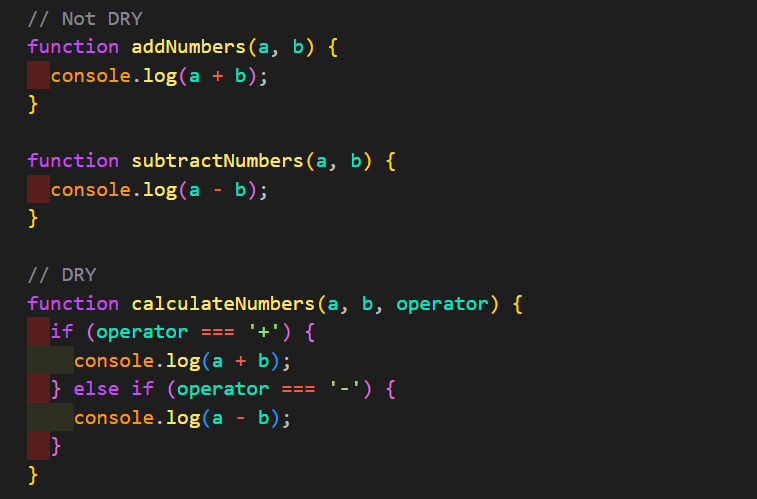 // Not DRY
function addNumbers(a, b) {
  console.log(a + b);
}

function subtractNumbers(a, b) {
  console.log(a - b);
}

// DRY
function calculateNumbers(a, b, operator) {
  if (operator === '+') {
    console.log(a + b);
  } else if (operator === '-') {
    console.log(a - b);
  }
}